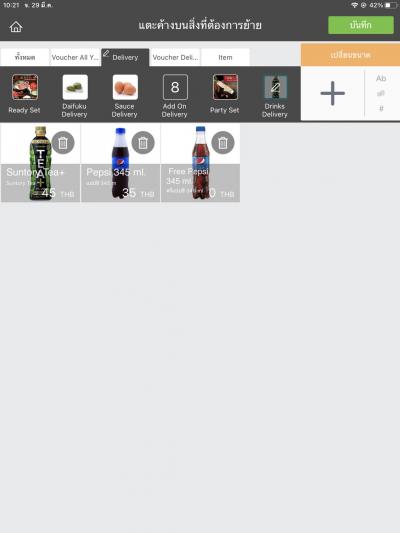 10:21 จ. 29 มี.ค.
42%
แตะค้างบนสิ่งที่ต้องการย้าย
บันทึก
ทั้งหมด
Voucher All Y...
Delivery
Voucher Deli...
Item
เปลี่ยนขนาด
Ready Set
Daifuku
Delivery
Sauce
Delivery
8
Add On
Delivery
Party Set
Drinks
Delivery
Ab
#
TEA+
Suntory Tea+
Suntory Tea+
45 THB
Pepsi 345 ml.
เป๊ปซี่ 345 m
35 THB
Free Pepsi
345 ml.
ฟรีเป๊ปซี่ 345 ml
0 THB